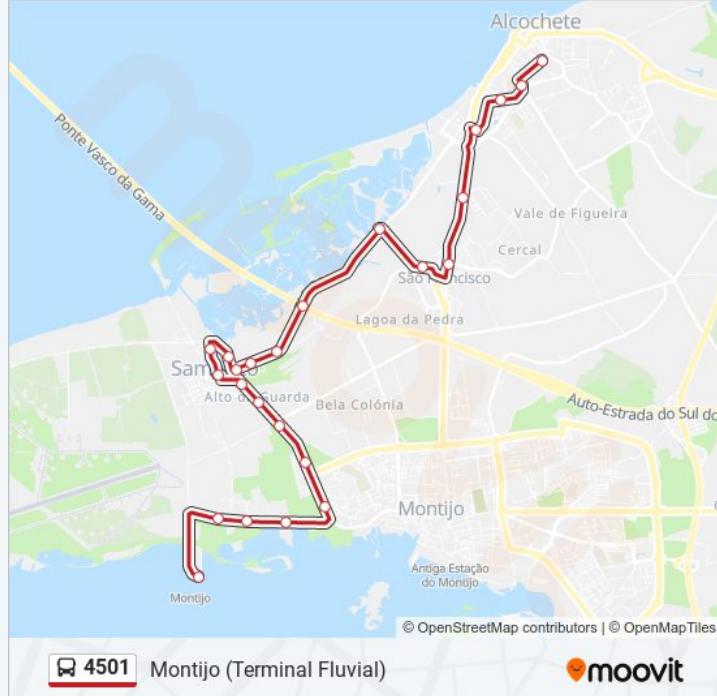 Alcochete
Ponte Vasco da Gama
Vale de Figueira
Cercal
São Francisco
Lagoa da Pedra
Alto da Guarda
Bela Colónia
Auto-Estrada do Sul do
Montijo
Antiga Estação
do Montijo
Montijo
© OpenStreetMap contributors | © OpenMapTiles
4501 Montijo (Terminal Fluvial)
moovit